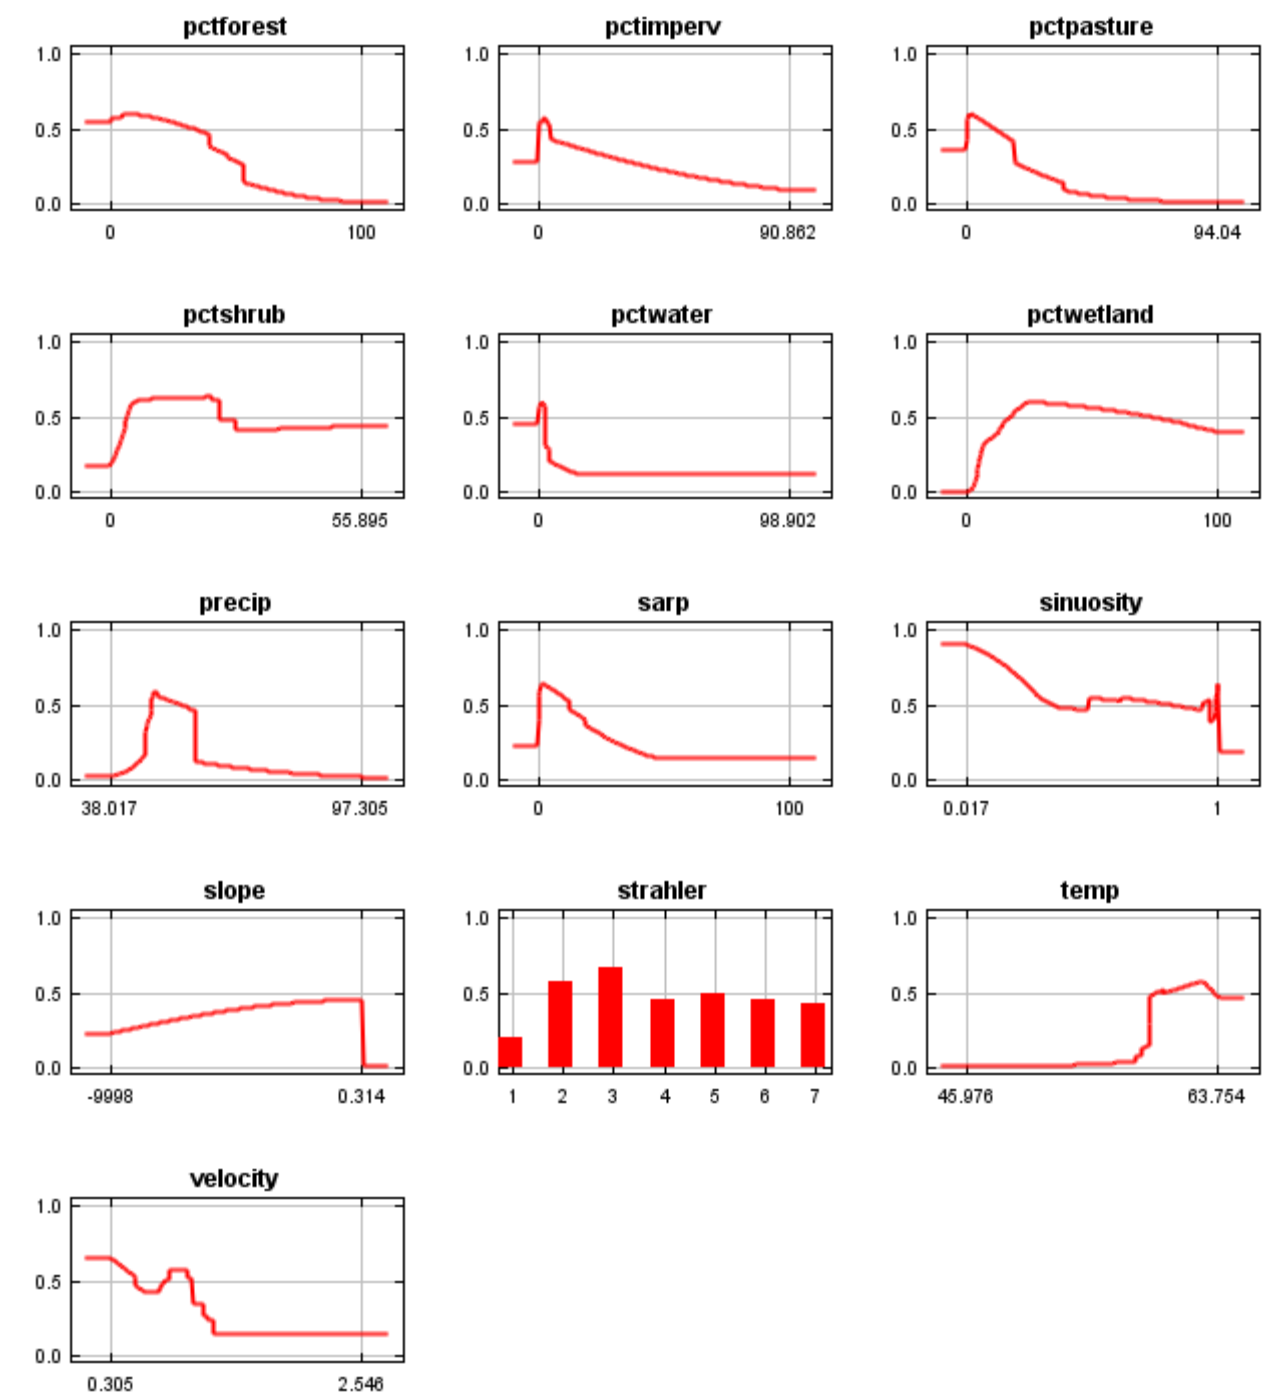 pctforest pctimperv pctpasture
1.0 1.0 1.0
0.5 0.5 0.5
0.0 0.0 0.0
0 100 0 90.862 0 94.04
pctshrub pctwater pctwetland
1.0 1.0 1.0
0.5 0.5 0.5
0.0 0.0 0.0
0 55.895 0 98.902 0 100
precip sarp sinuosity
1.0 1.0 1.0
0.5 0.5 0.5
0.0 0.0 0.0
38.017 97.305 0 100 0.017 1
slope strahler temp
1.0 1.0 1.0
0.5 0.5 0.5
0.0 0.0 0.0
-9998 0.314 1 2 3 4 5 6 7 45.976 63.754
velocity
1.0
0.5
0.0
0.305 2.546